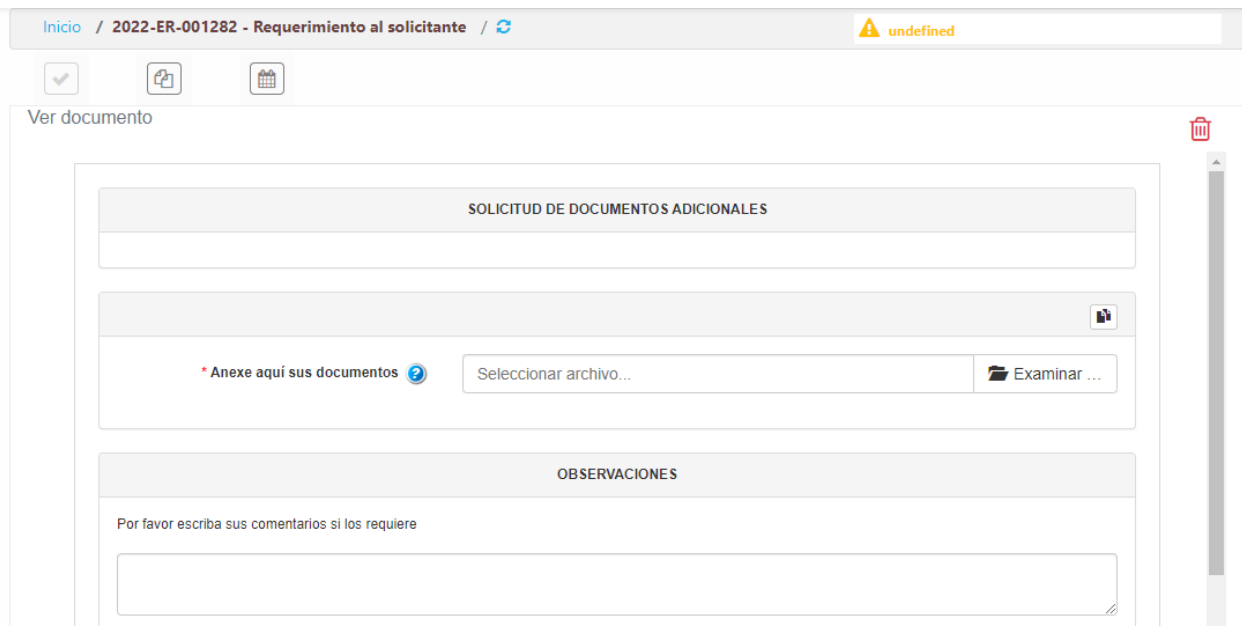 Inicio / 2022-ER-001282 - Requerimiento al solicitante /
undefined
Ver documento
SOLICITUD DE DOCUMENTOS ADICIONALES
* Anexe aquí sus documentos ?
Seleccionar archivo...
Examinar ...
OBSERVACIONES
Por favor escriba sus comentarios si los requiere